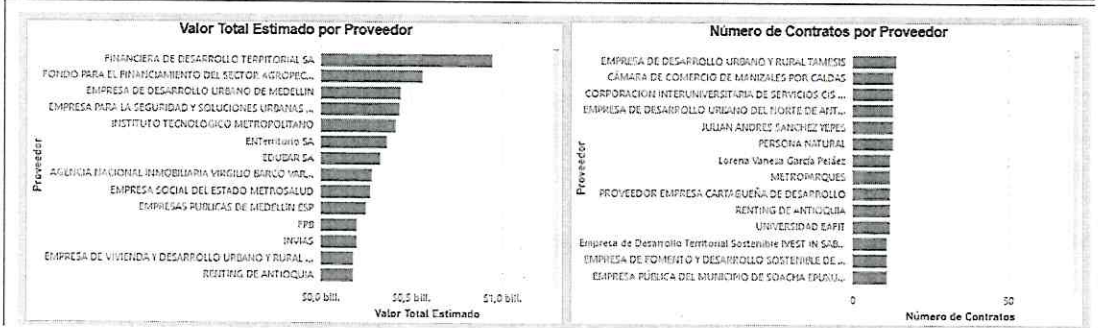 Valor Total Estimado por Proveedor
FINANCIERA DE DESARROLLO TERRITORIAL SA
FONDO PARA EL FINANCIAMIENTO DEL SECTOR AGROPEC...
EMPRESA DE DESARROLLO URBANO DE MEDELLIN
EMPRESA PARA LA SEGURIDAD Y SOLUCIONES URBANAS ...
INSTITUTO TECNOLOGICO METROPOLITANO
ENTerritorio SA
EDUBAR SA
AGENCIA NACIONAL INMOBILIARIA VIRGILIO BARCO VAR...
EMPRESA SOCIAL DEL ESTADO METROSALUD
EMPRESAS PUBLICAS DE MEDELLIN ESP
INVIAS
EMPRESA DE VIVIENDA Y DESARROLLO URBANO Y RURAL ...
RENTING DE ANTIOQUIA
Proveedor
$0,0 bill.
$0,5 bill.
$1,0 bill.
Valor Total Estimado
Número de Contratos por Proveedor
EMPRESA DE DESARROLLO URBANO Y RURAL TAMESIS
CÁMARA DE COMERCIO DE MANIZALES POR CALDAS
CORPORACION INTERUNIVERSITARIA DE SERVICIOS CIS ...
EMPRESA DE DESARROLLO URBANO DEL NORTE DE ANT...
JULIAN ANDRES SANCHEZ YEPES
PERSONA NATURAL
Lorena Vanesa García Peláez
METROPARQUES
PROVEEDOR EMPRESA CARTAGUEÑA DE DESARROLLO
RENTING DE ANTIOQUIA
UNIVERSIDAD EAFIT
Empresa de Desarrollo Territorial Sostenible IVEST IN SAB...
EMPRESA DE FOMENTO Y DESARROLLO SOSTENIBLE DE ...
EMPRESA PÚBLICA DEL MUNICIPIO DE SOACHA EPUXU...
Proveedor
0
50
Número de Contratos